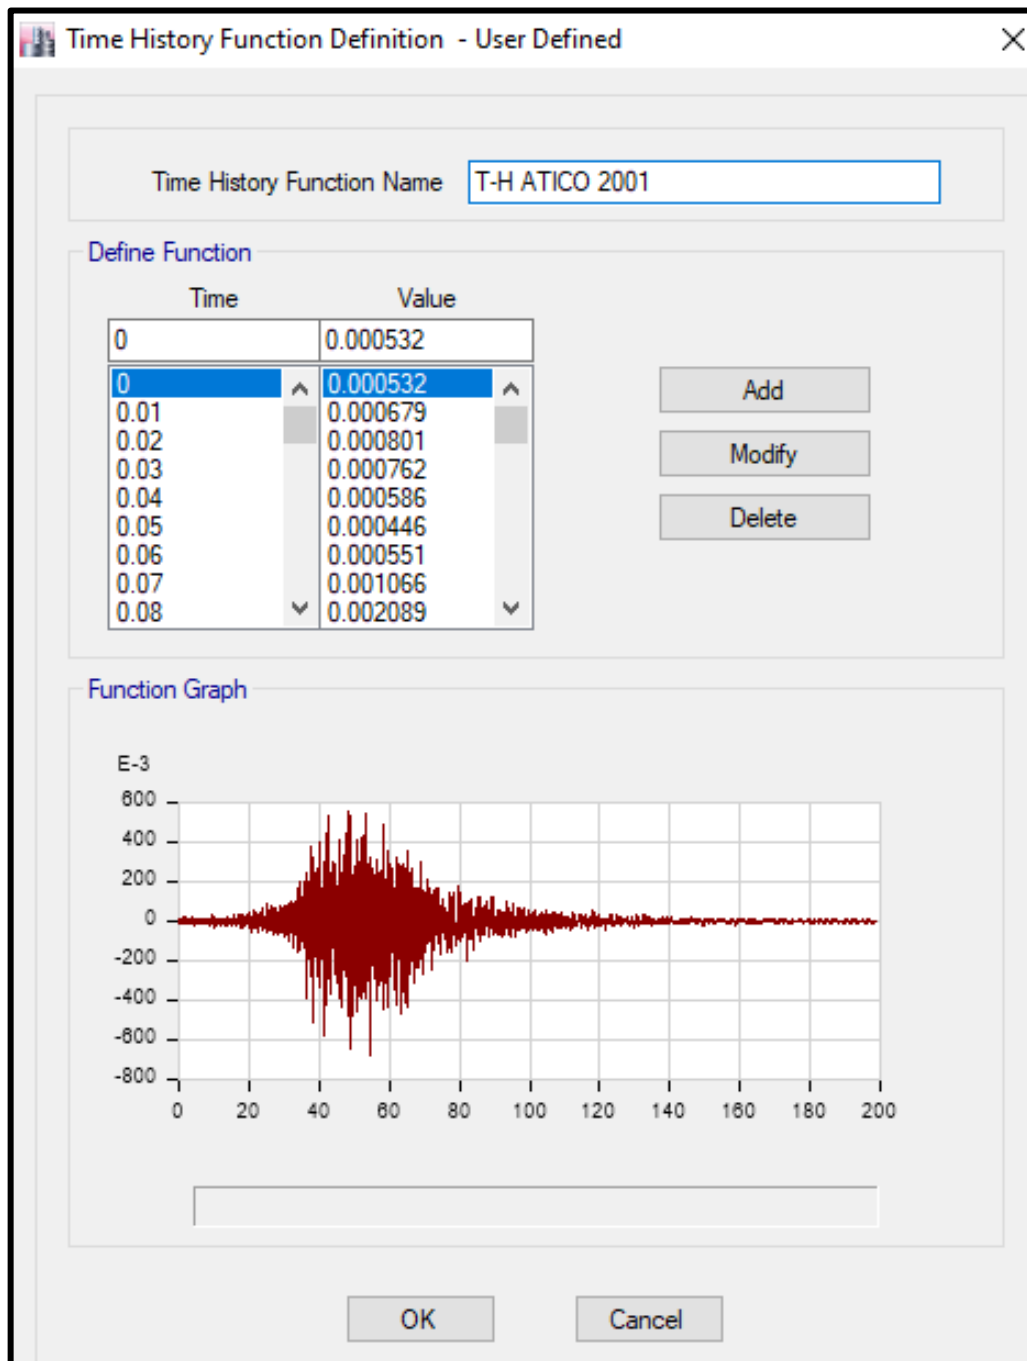 Time History Function Definition  - User Defined
Time History Function Name T-H ATICO 2001
Define Function
Time Value
0 0.000532
0 0.000532
0.01 0.000679
0.02 0.000801
0.03 0.000762
0.04 0.000586
0.05 0.000446
0.06 0.000551
0.07 0.001066
0.08 0.002089
Add
Modify
Delete
Function Graph
E-3
600
400
200
0
-200
-400
-600
-800
0 20 40 60 80 100 120 140 160 180 200
OK Cancel